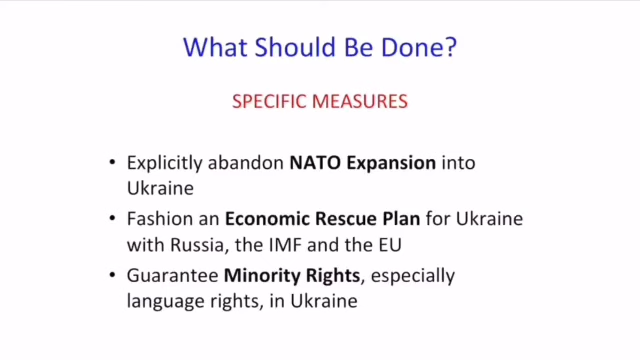 What Should Be Done?
SPECIFIC MEASURES
• Explicitly abandon NATO Expansion into
Ukraine
• Fashion an Economic Rescue Plan for Ukraine
with Russia, the IMF and the EU
• Guarantee Minority Rights, especially
language rights, in Ukraine